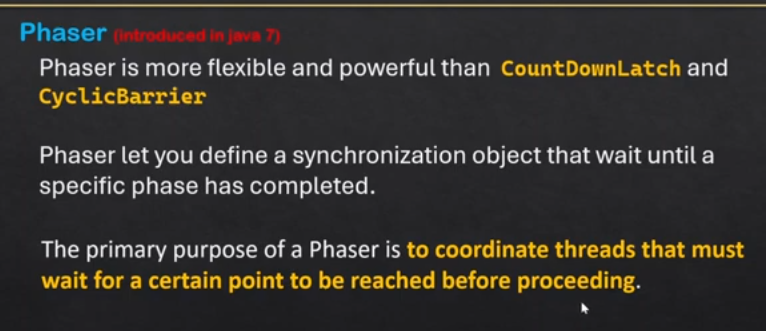 Phaser (introduced in java 7)
Phaser is more flexible and powerful than CountDownLatch and
CyclicBarrier
Phaser let you define a synchronization object that wait until a
specific phase has completed.
The primary purpose of a Phaser is to coordinate threads that must
wait for a certain point to be reached before proceeding.